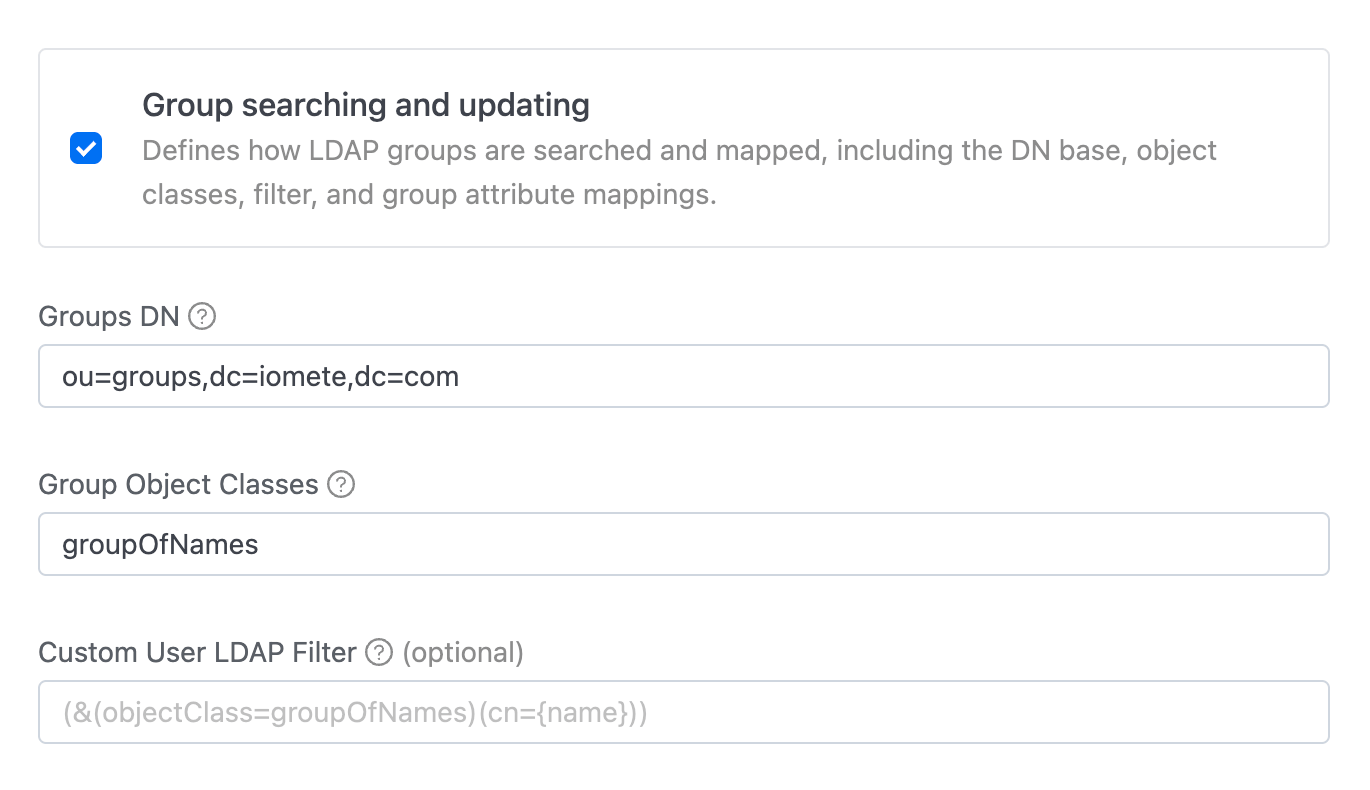 Group searching and updating
Defines how LDAP groups are searched and mapped, including the DN base, object
classes, filter, and group attribute mappings.
Groups DN ?
ou=groups,dc=iomete,dc=com
Group Object Classes ?
groupOfNames
Custom User LDAP Filter ? (optional)
(&(objectClass=groupOfNames)(cn={name}))